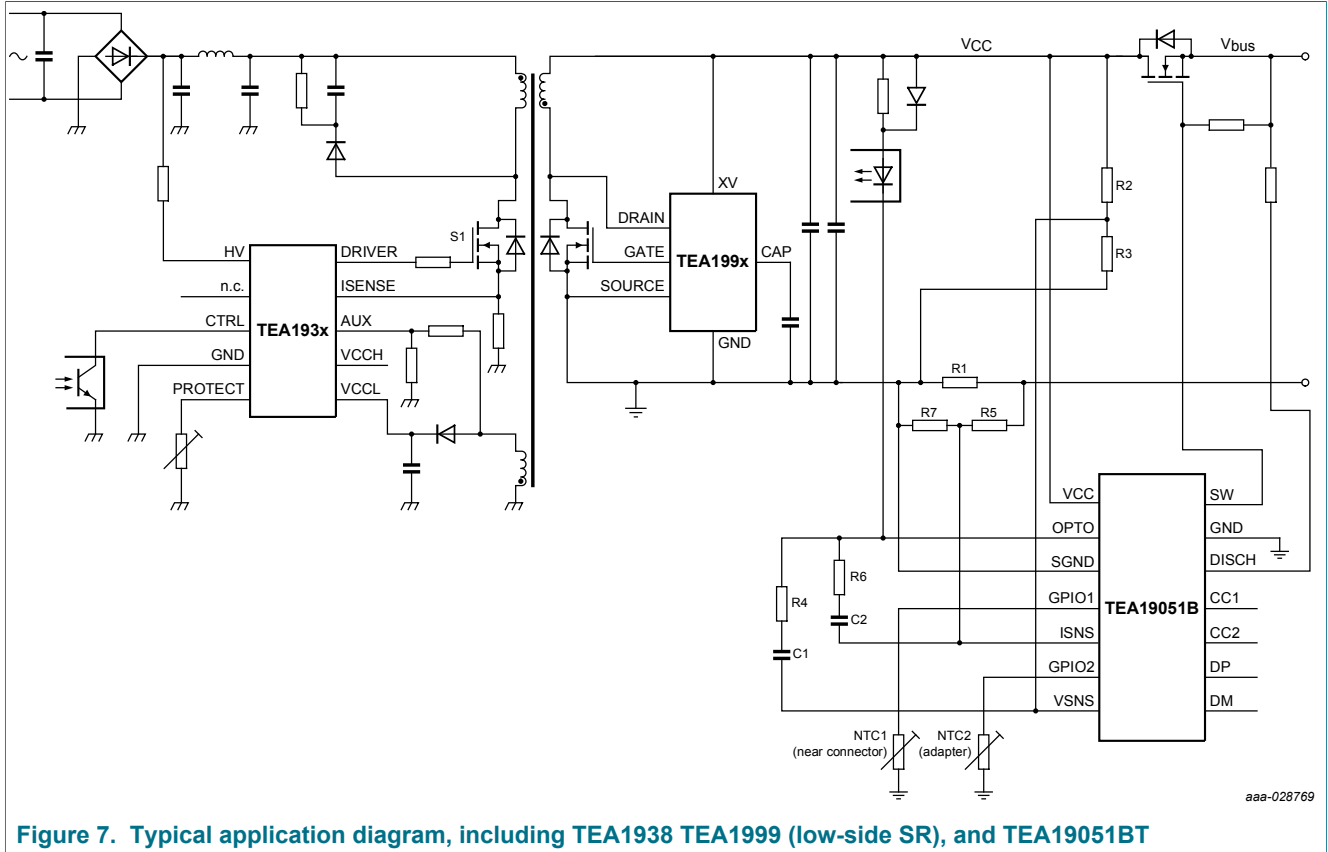 VCC
Vbus
XV
R2
DRAIN
S1
GATE
CAP
R3
HV
DRIVER
TEA199x
n.c.
ISENSE
SOURCE
CTRL
TEA193x
AUX
GND
GND
VCCH
R1
PROTECT
VCCL
R7
R5
VCC
SW
OPTO
GND
SGND
DISCH
R6
R4
GPIO1
TEA19051B
CC1
C2
ISNS
CC2
C1
GPIO2
DP
VSNS
DM
NTC1
(near connector)
NTC2
(adapter)
aaa-028769
Figure 7. Typical application diagram, including TEA1938 TEA1999 (low-side SR), and TEA19051BT